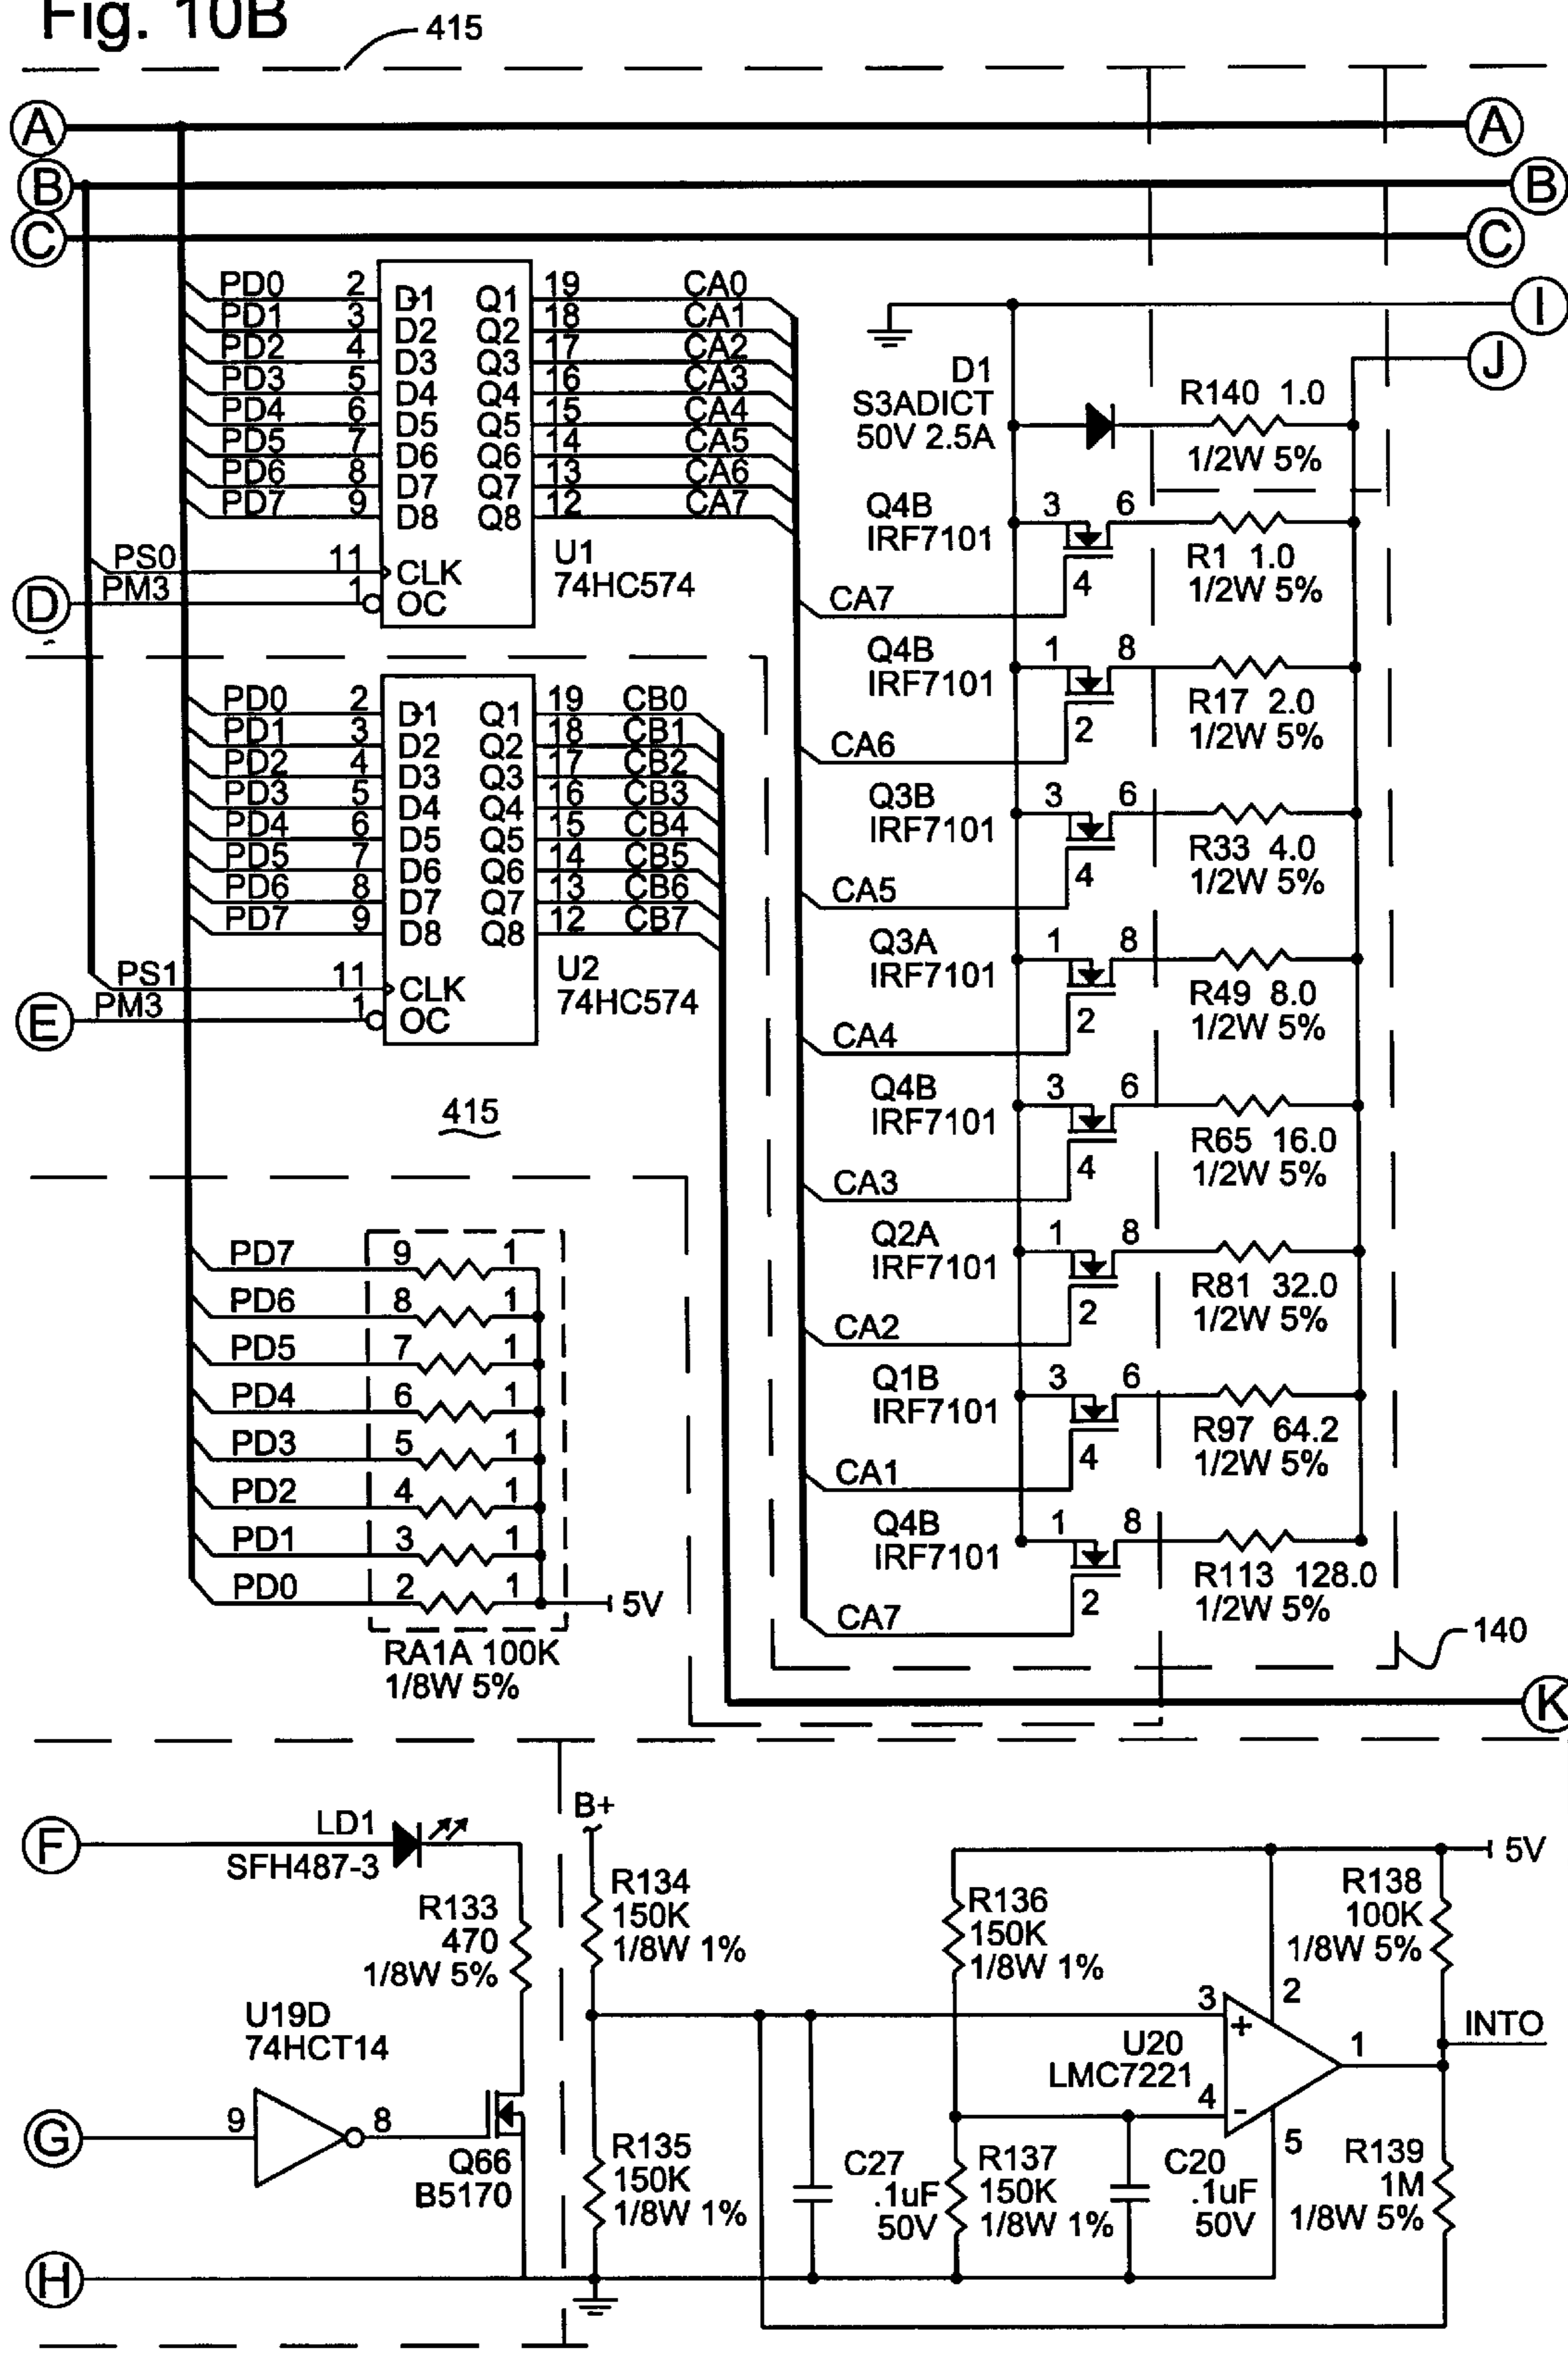 Fig. 10B
415
A
A
B
B
C
C
I
J
PD0 2 D1 Q1 19 CA0
PD1 3 D2 Q2 18 CA1
PD2 4 D3 Q3 17 CA2
PD3 5 D4 Q4 16 CA3
PD4 6 D5 Q5 15 CA4
PD5 7 D6 Q6 14 CA5
PD6 8 D7 Q7 13 CA6
PD7 9 D8 Q8 12 CA7
PS0 11 CLK
D PM3 1 OC
U1
74HC574
PD0 2 D1 Q1 19 CB0
PD1 3 D2 Q2 18 CB1
PD2 4 D3 Q3 17 CB2
PD3 5 D4 Q4 16 CB3
PD4 6 D5 Q5 15 CB4
PD5 7 D6 Q6 14 CB5
PD6 8 D7 Q7 13 CB6
PD7 9 D8 Q8 12 CB7
PS1 11 CLK
E PM3 1 OC
U2
74HC574
415
PD7 9 1
PD6 8 1
PD5 7 1
PD4 6 1
PD3 5 1
PD2 4 1
PD1 3 1
PD0 2 1 5V
RA1A 100K
1/8W 5%
D1
S3ADICT
50V 2.5A
R140 1.0
1/2W 5%
Q4B
IRF7101
3 6
4
R1 1.0
1/2W 5%
CA7
Q4B
IRF7101
1 8
2
R17 2.0
1/2W 5%
CA6
Q3B
IRF7101
3 6
4
R33 4.0
1/2W 5%
CA5
Q3A
IRF7101
1 8
2
R49 8.0
1/2W 5%
CA4
Q4B
IRF7101
3 6
4
R65 16.0
1/2W 5%
CA3
Q2A
IRF7101
1 8
2
R81 32.0
1/2W 5%
CA2
Q1B
IRF7101
3 6
4
R97 64.2
1/2W 5%
CA1
Q4B
IRF7101
1 8
2
R113 128.0
1/2W 5%
CA7
140
K
F
LD1
SFH487-3
R133
470
1/8W 5%
U19D
74HCT14
G
9 8
Q66
B5170
H
B+
R134
150K
1/8W 1%
R135
150K
1/8W 1%
C27
.1uF
50V
R136
150K
1/8W 1%
R137
150K
1/8W 1%
C20
.1uF
50V
U20
LMC7221
3 +
4 -
2
5
1
5V
R138
100K
1/8W 5%
INTO
R139
1M
1/8W 5%